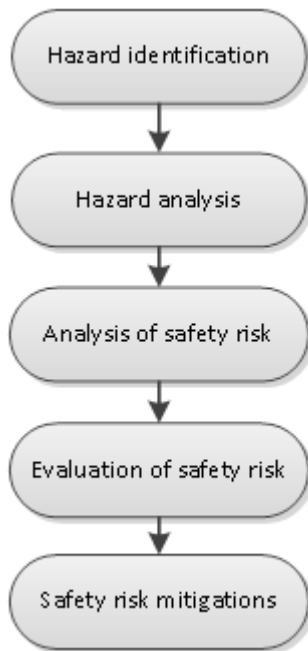 Hazard identification
Hazard analysis
Analysis of safety risk
Evaluation of safety risk
Safety risk mitigations